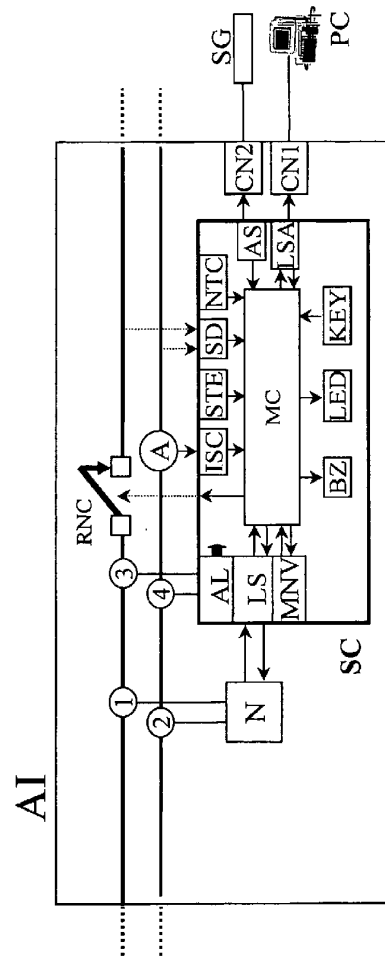 AI
SG
PC
RNC
1
2
3
4
A
CN2
CN1
N
AL
LS
MNV
ISC
STE
SD
NTC
AS
LSA
MC
BZ
LED
KEY
SC